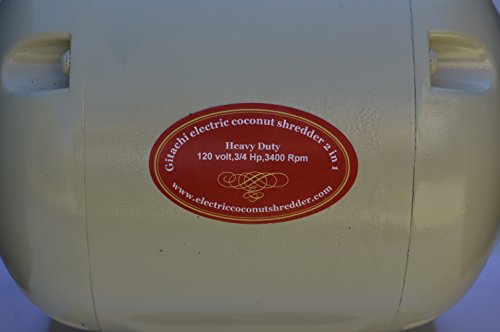 Gitachi electric coconut shredder 2 in 1
Heavy Duty
120 volt,3/4 Hp,3400 Rpm
www.electriccoconutshredder.com